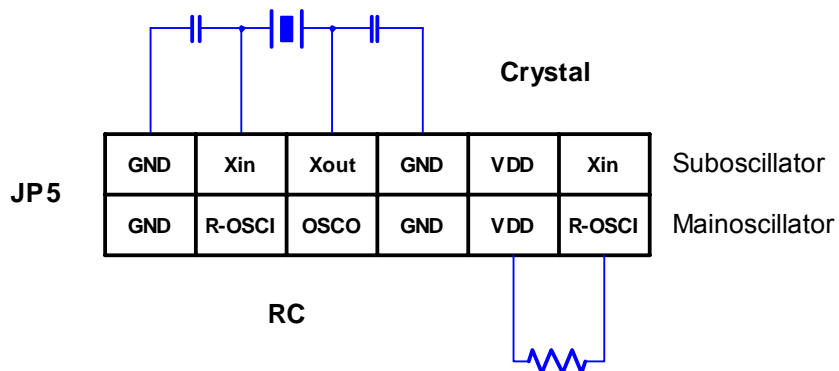 Crystal
GND Xin Xout GND VDD Xin Suboscillator
JP5
GND R-OSCI OSCO GND VDD R-OSCI Mainoscillator
RC